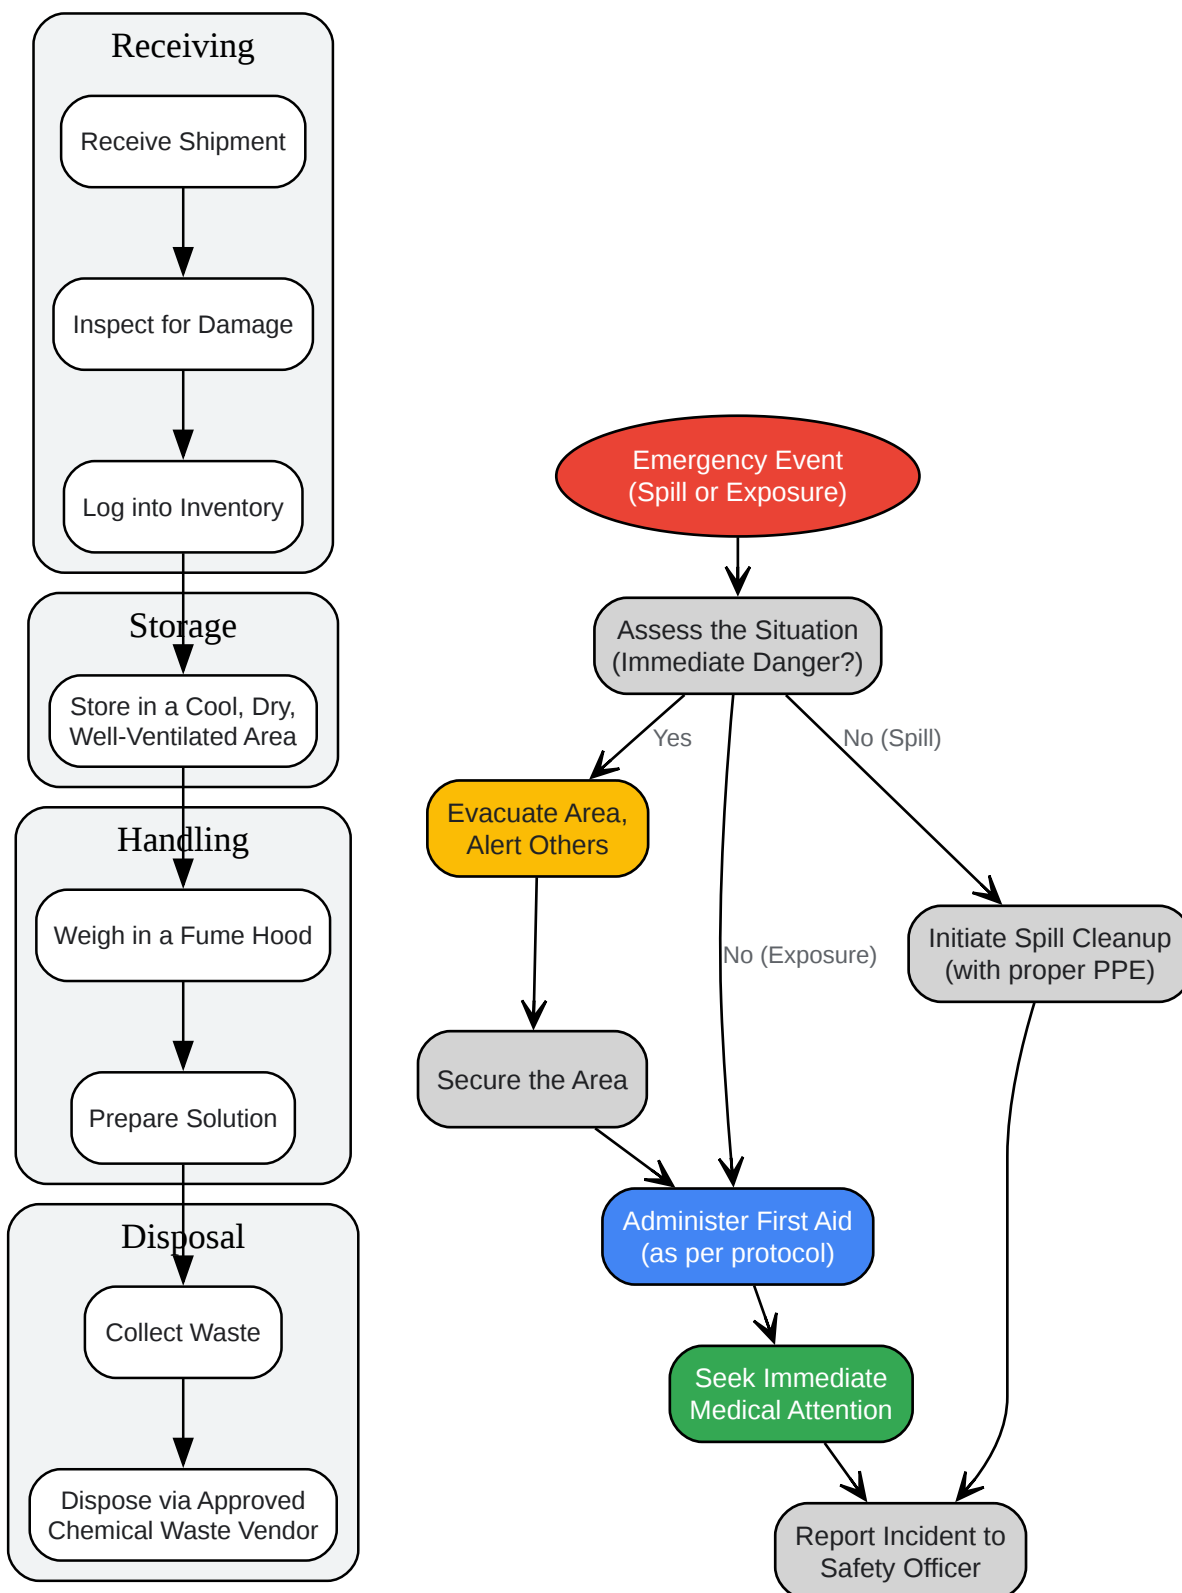 Receiving
Receive Shipment
Inspect for Damage
Log into Inventory
Storage
Store in a Cool, Dry,
Well-Ventilated Area
Handling
Weigh in a Fume Hood
Prepare Solution
Disposal
Collect Waste
Dispose via Approved
Chemical Waste Vendor
Emergency Event
(Spill or Exposure)
Assess the Situation
(Immediate Danger?)
Yes
No (Spill)
Evacuate Area,
Alert Others
No (Exposure)
Initiate Spill Cleanup
(with proper PPE)
Secure the Area
Administer First Aid
(as per protocol)
Seek Immediate
Medical Attention
Report Incident to
Safety Officer